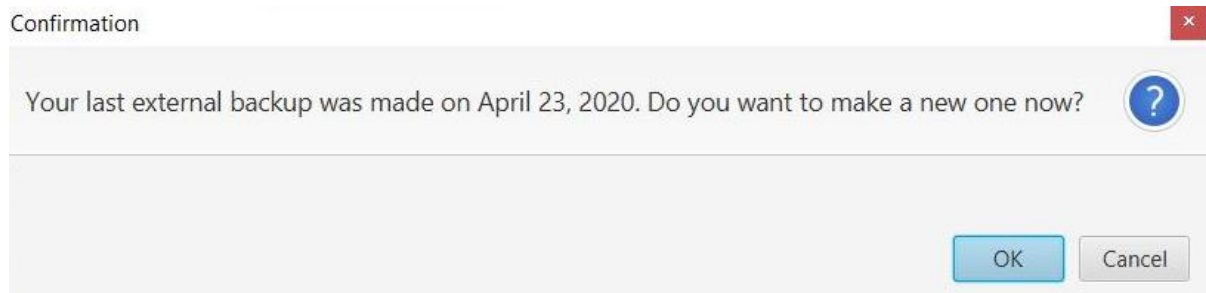 Confirmation
Your last external backup was made on April 23, 2020. Do you want to make a new one now?
?
OK
Cancel